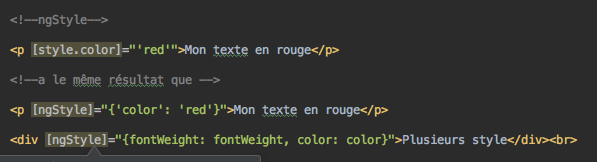 <!--ngStyle-->
<p [style.color]="'red'">Mon texte en rouge</p>
<!--a le même résultat que -->
<p [ngStyle]="{'color': 'red'}">Mon texte en rouge</p>
<div [ngStyle]="{fontWeight: fontWeight, color: color}">Plusieurs style</div><br>